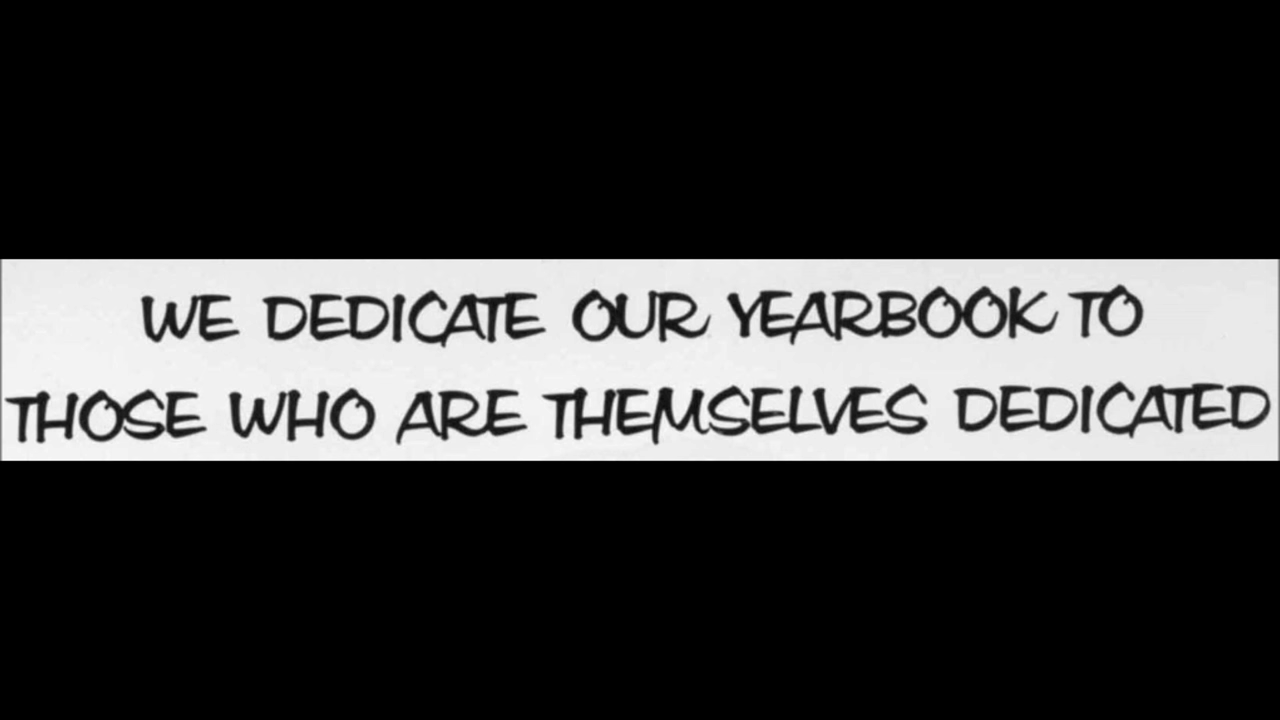 WE DEDICATE OUR YEARBOOK TO
THOSE WHO ARE THEMSELVES DEDICATED